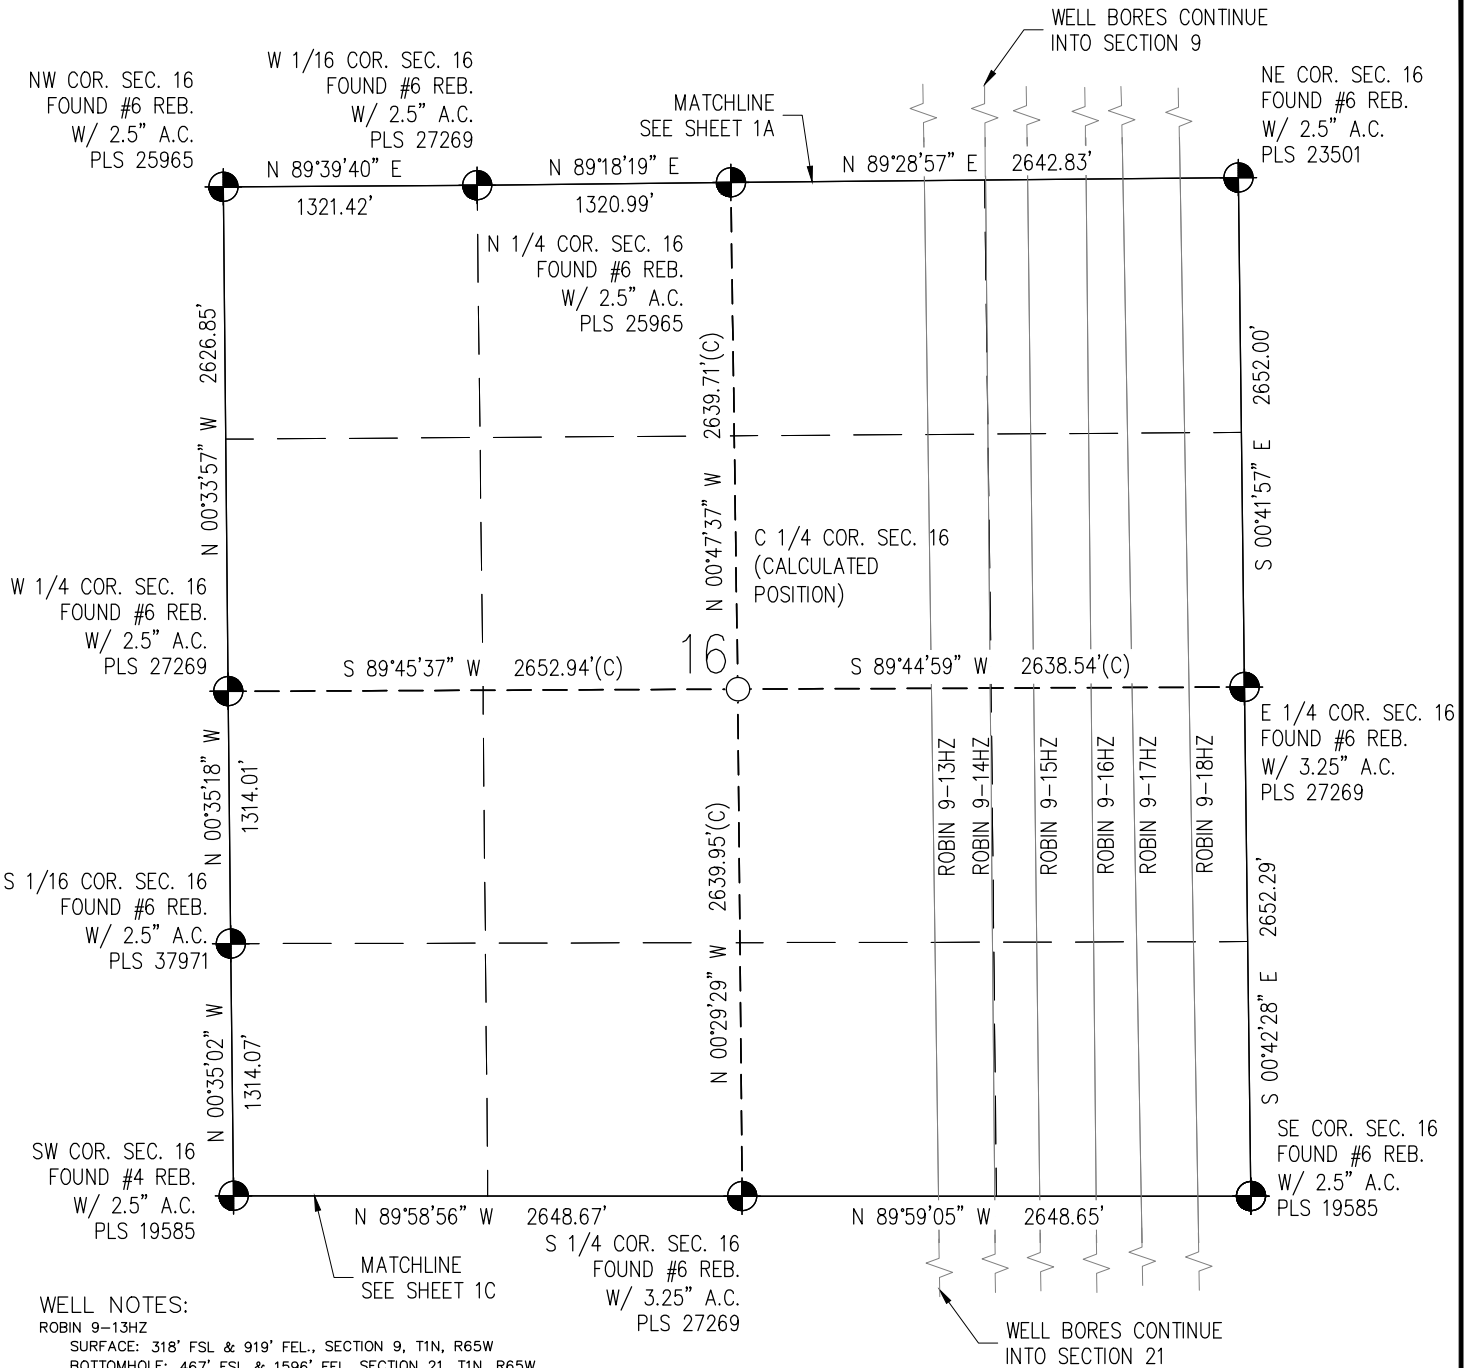 WELL BORES CONTINUE
INTO SECTION 9
NW COR. SEC. 16
FOUND #6 REB.
W/ 2.5" A.C.
PLS 25965
W 1/16 COR. SEC. 16
FOUND #6 REB.
W/ 2.5" A.C.
PLS 27269
MATCHLINE
SEE SHEET 1A
NE COR. SEC. 16
FOUND #6 REB.
W/ 2.5" A.C.
PLS 23501
N 89°39'40" E
1321.42'
N 89°18'19" E
1320.99'
N 89°28'57" E 2642.83'
N 1/4 COR. SEC. 16
FOUND #6 REB.
W/ 2.5" A.C.
PLS 25965
N 00°33'57" W 2626.85'
N 00°47'37" W 2639.71'(C)
S 00°41'57" E 2652.00'
C 1/4 COR. SEC. 16
(CALCULATED
POSITION)
W 1/4 COR. SEC. 16
FOUND #6 REB.
W/ 2.5" A.C.
PLS 27269
S 89°45'37" W 2652.94'(C)
16
S 89°44'59" W 2638.54'(C)
E 1/4 COR. SEC. 16
FOUND #6 REB.
W/ 3.25" A.C.
PLS 27269
N 00°35'18" W
1314.01'
ROBIN 9-13HZ
ROBIN 9-14HZ
ROBIN 9-15HZ
ROBIN 9-16HZ
ROBIN 9-17HZ
ROBIN 9-18HZ
S 1/16 COR. SEC. 16
FOUND #6 REB.
W/ 2.5" A.C.
PLS 37971
N 00°29'29" W 2639.95'(C)
S 00°42'28" E 2652.29'
N 00°35'02" W
1314.07'
SW COR. SEC. 16
FOUND #4 REB.
W/ 2.5" A.C.
PLS 19585
SE COR. SEC. 16
FOUND #6 REB.
W/ 2.5" A.C.
PLS 19585
N 89°58'56" W 2648.67'
N 89°59'05" W 2648.65'
S 1/4 COR. SEC. 16
FOUND #6 REB.
W/ 3.25" A.C.
PLS 27269
MATCHLINE
SEE SHEET 1C
WELL BORES CONTINUE
INTO SECTION 21
WELL NOTES:
ROBIN 9-13HZ
SURFACE: 318' FSL & 919' FEL., SECTION 9, T1N, R65W
BOTTOMHOLE: 467' FSL & 1596' FEL, SECTION 21, T1N, R65W